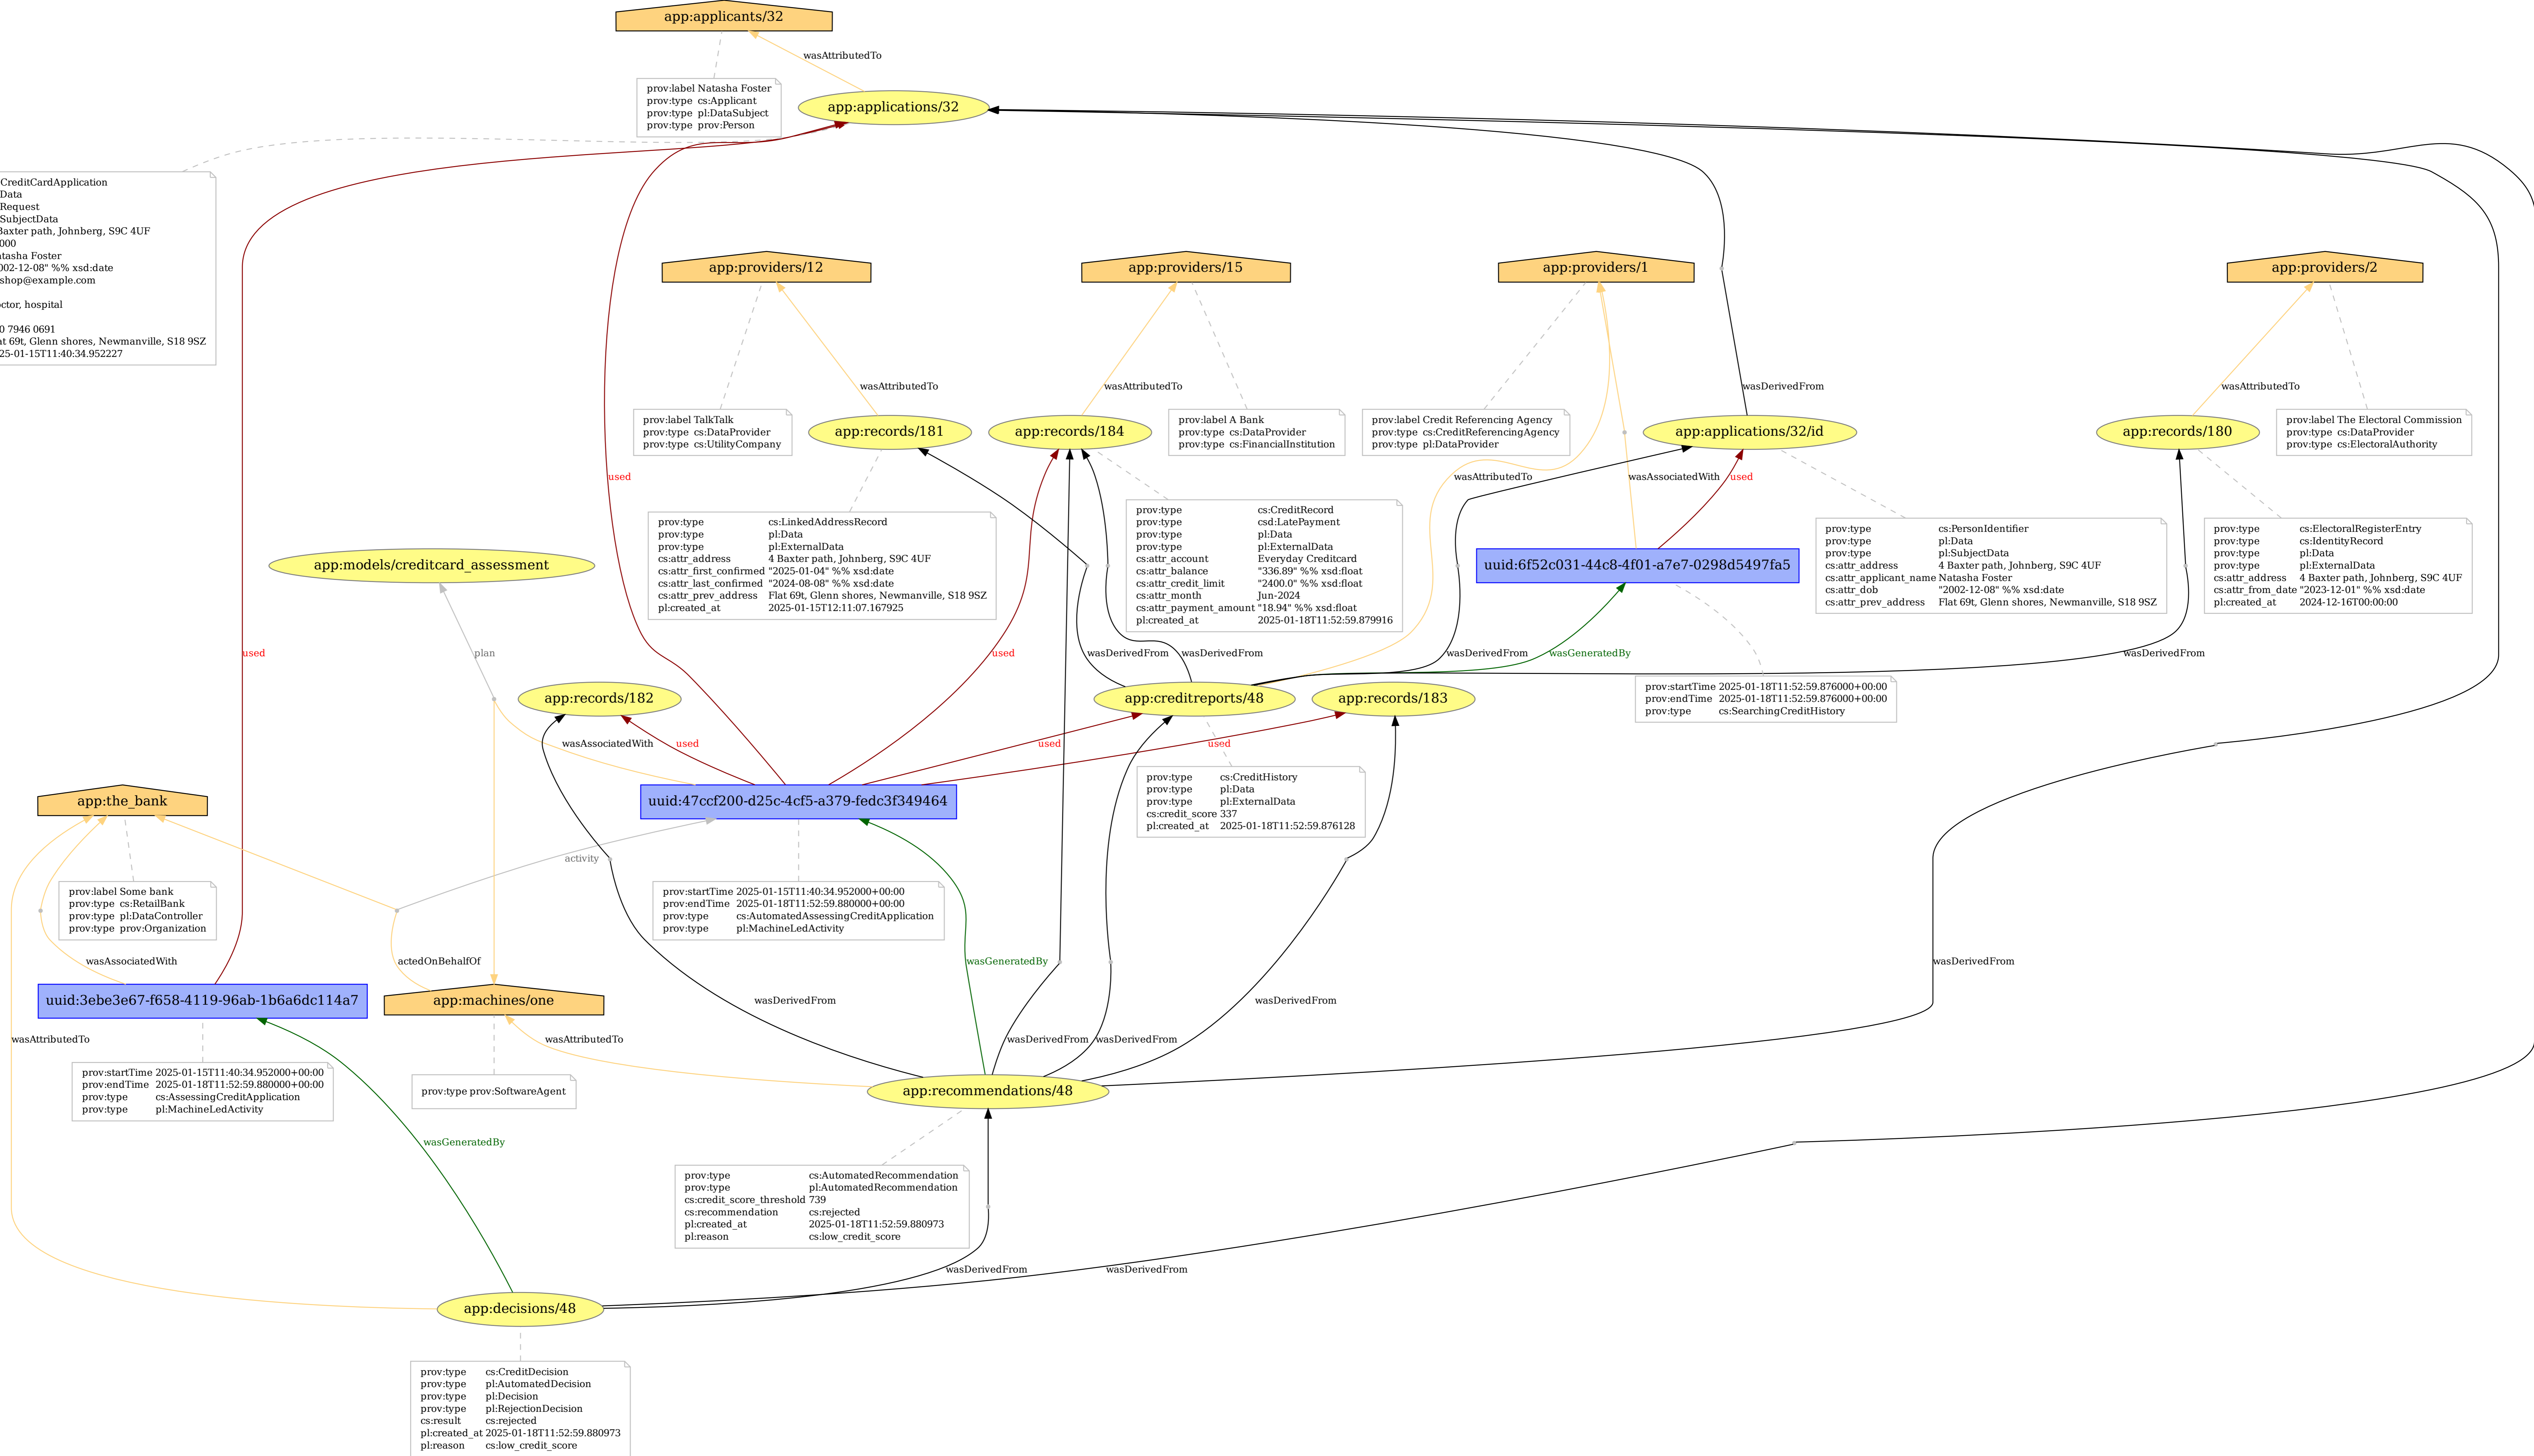 app:applicants/32
wasAttributedTo
prov:label Natasha Foster
prov:type cs:Applicant
prov:type pl:DataSubject
prov:type prov:Person
app:applications/32
CreditCardApplication
Data
Request
SubjectData
Baxter path, Johnberg, S9C 4UF
000
tasha Foster
002-12-08" %% xsd:date
shop@example.com
ctor, hospital
0 7946 0691
at 69t, Glenn shores, Newmanville, S18 9SZ
25-01-15T11:40:34.952227
app:providers/12
app:providers/15
app:providers/1
app:providers/2
wasAttributedTo
wasAttributedTo
wasDerivedFrom
wasAttributedTo
prov:label TalkTalk
prov:type cs:DataProvider
prov:type cs:UtilityCompany
app:records/181
app:records/184
prov:label A Bank
prov:type cs:DataProvider
prov:type cs:FinancialInstitution
prov:label Credit Referencing Agency
prov:type cs:CreditReferencingAgency
prov:type pl:DataProvider
app:applications/32/id
app:records/180
prov:label The Electoral Commission
prov:type cs:DataProvider
prov:type cs:ElectoralAuthority
used
wasAttributedTo
wasAssociatedWith
used
prov:type cs:LinkedAddressRecord
prov:type pl:Data
prov:type pl:ExternalData
cs:attr_address 4 Baxter path, Johnberg, S9C 4UF
cs:attr_first_confirmed "2025-01-04" %% xsd:date
cs:attr_last_confirmed "2024-08-08" %% xsd:date
cs:attr_prev_address Flat 69t, Glenn shores, Newmanville, S18 9SZ
pl:created_at 2025-01-15T12:11:07.167925
prov:type cs:CreditRecord
prov:type csd:LatePayment
prov:type pl:Data
prov:type pl:ExternalData
cs:attr_account Everyday Creditcard
cs:attr_balance "336.89" %% xsd:float
cs:attr_credit_limit "2400.0" %% xsd:float
cs:attr_month Jun-2024
cs:attr_payment_amount "18.94" %% xsd:float
pl:created_at 2025-01-18T11:52:59.879916
prov:type cs:PersonIdentifier
prov:type pl:Data
prov:type pl:SubjectData
cs:attr_address 4 Baxter path, Johnberg, S9C 4UF
cs:attr_applicant_name Natasha Foster
cs:attr_dob "2002-12-08" %% xsd:date
cs:attr_prev_address Flat 69t, Glenn shores, Newmanville, S18 9SZ
prov:type cs:ElectoralRegisterEntry
prov:type cs:IdentityRecord
prov:type pl:Data
prov:type pl:ExternalData
cs:attr_address 4 Baxter path, Johnberg, S9C 4UF
cs:attr_from_date "2023-12-01" %% xsd:date
pl:created_at 2024-12-16T00:00:00
app:models/creditcard_assessment
uuid:6f52c031-44c8-4f01-a7e7-0298d5497fa5
used
plan
used
wasDerivedFrom
wasDerivedFrom
wasDerivedFrom
wasGeneratedBy
wasDerivedFrom
app:records/182
app:creditreports/48
app:records/183
prov:startTime 2025-01-18T11:52:59.876000+00:00
prov:endTime 2025-01-18T11:52:59.876000+00:00
prov:type cs:SearchingCreditHistory
wasAssociatedWith
used
used
used
app:the_bank
uuid:47ccf200-d25c-4cf5-a379-fedc3f349464
prov:type cs:CreditHistory
prov:type pl:Data
prov:type pl:ExternalData
cs:credit_score 337
pl:created_at 2025-01-18T11:52:59.876128
activity
prov:label Some bank
prov:type cs:RetailBank
prov:type pl:DataController
prov:type prov:Organization
prov:startTime 2025-01-15T11:40:34.952000+00:00
prov:endTime 2025-01-18T11:52:59.880000+00:00
prov:type cs:AutomatedAssessingCreditApplication
prov:type pl:MachineLedActivity
wasAssociatedWith
actedOnBehalfOf
wasGeneratedBy
wasDerivedFrom
uuid:3ebe3e67-f658-4119-96ab-1b6a6dc114a7
app:machines/one
wasDerivedFrom
wasDerivedFrom
wasAttributedTo
wasAttributedTo
wasDerivedFrom
wasDerivedFrom
prov:startTime 2025-01-15T11:40:34.952000+00:00
prov:endTime 2025-01-18T11:52:59.880000+00:00
prov:type cs:AssessingCreditApplication
prov:type pl:MachineLedActivity
prov:type prov:SoftwareAgent
app:recommendations/48
wasGeneratedBy
prov:type cs:AutomatedRecommendation
prov:type pl:AutomatedRecommendation
cs:credit_score_threshold 739
cs:recommendation cs:rejected
pl:created_at 2025-01-18T11:52:59.880973
pl:reason cs:low_credit_score
wasDerivedFrom
wasDerivedFrom
app:decisions/48
prov:type cs:CreditDecision
prov:type pl:AutomatedDecision
prov:type pl:Decision
prov:type pl:RejectionDecision
cs:result cs:rejected
pl:created_at 2025-01-18T11:52:59.880973
pl:reason cs:low_credit_score